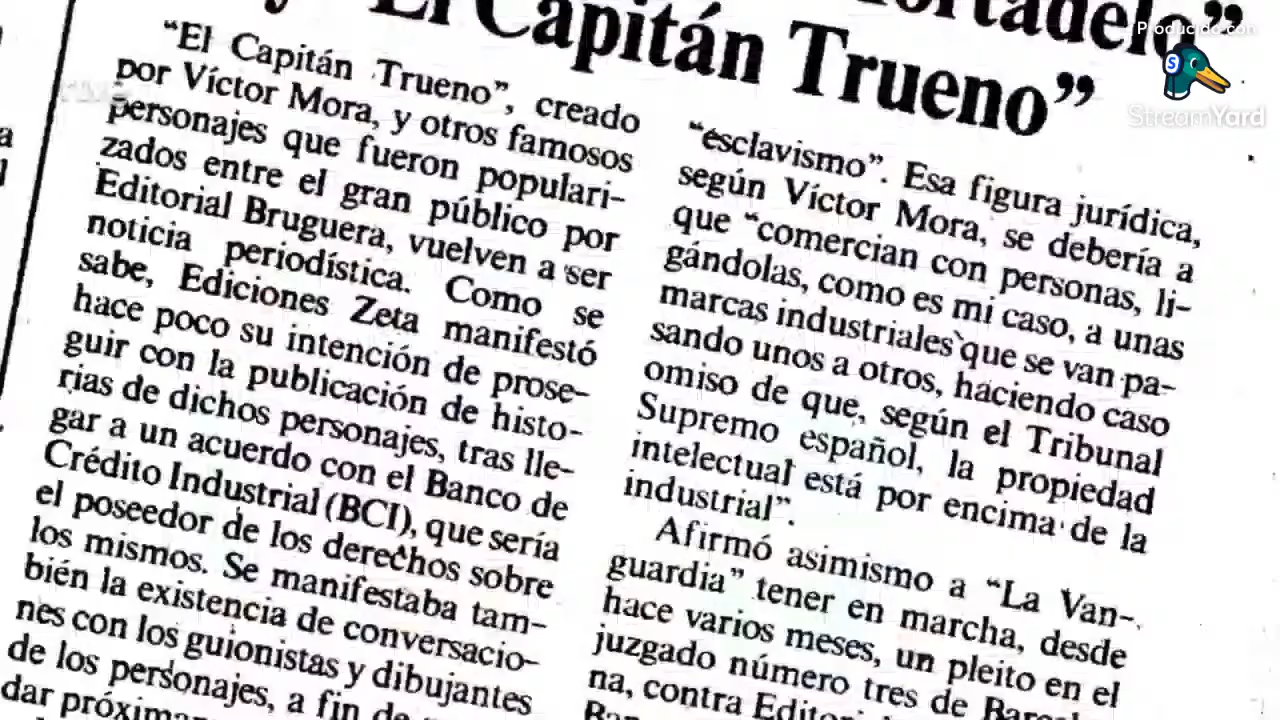 ortadelo”
y “El Capitán Trueno”
“El Capitán Trueno”, creado
por Víctor Mora, y otros famosos
personajes que fueron populari-
zados entre el gran público por
Editorial Bruguera, vuelven a ser
noticia periodística. Como se
sabe, Ediciones Zeta manifestó
hace poco su intención de prose-
guir con la publicación de histo-
rias de dichos personajes, tras lle-
gar a un acuerdo con el Banco de
Crédito Industrial (BCI), que sería
el poseedor de los derechos sobre
los mismos. Se manifestaba tam-
bién la existencia de conversacio-
nes con los guionistas y dibujantes
de los personajes, a fin de
dar próxima
“esclavismo”. Esa figura jurídica,
según Víctor Mora, se debería a
que “comercian con personas, li-
gándolas, como es mi caso, a unas
marcas industriales que se van pa-
sando unos a otros, haciendo caso
omiso de que, según el Tribunal
Supremo español, la propiedad
intelectual está por encima de la
industrial”.
Afirmó asimismo a “La Van-
guardia” tener en marcha, desde
hace varios meses, un pleito en el
juzgado número tres de Barcelo
na, contra Editori
Ban
Producido con
S
StreamYard